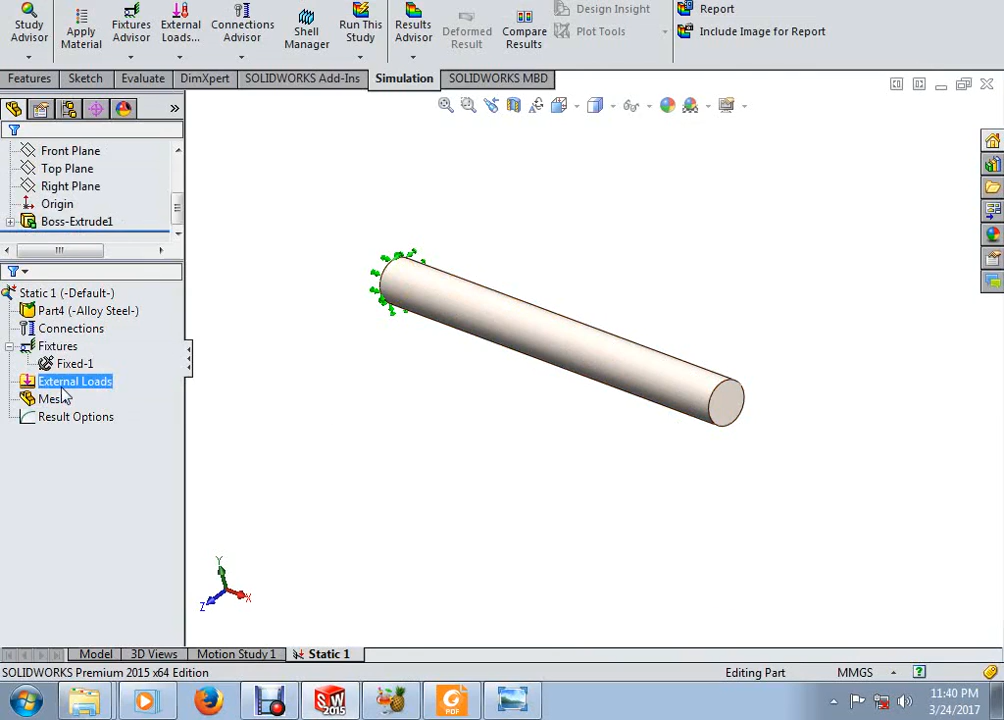 Study Advisor
Apply Material
Fixtures Advisor
External Loads...
Connections Advisor
Shell Manager
Run This Study
Results Advisor
Deformed Result
Compare Results
Design Insight
Plot Tools
Report
Include Image for Report
Features
Sketch
Evaluate
DimXpert
SOLIDWORKS Add-Ins
Simulation
SOLIDWORKS MBD
Front Plane
Top Plane
Right Plane
Origin
Boss-Extrude1
Static 1 (-Default-)
Part4 (-Alloy Steel-)
Connections
Fixtures
Fixed-1
External Loads
Mesh
Result Options
Y
Z
X
Model
3D Views
Motion Study 1
Static 1
SOLIDWORKS Premium 2015 x64 Edition
Editing Part
MMGS
SW
2015
PDF
11:40 PM
3/24/2017